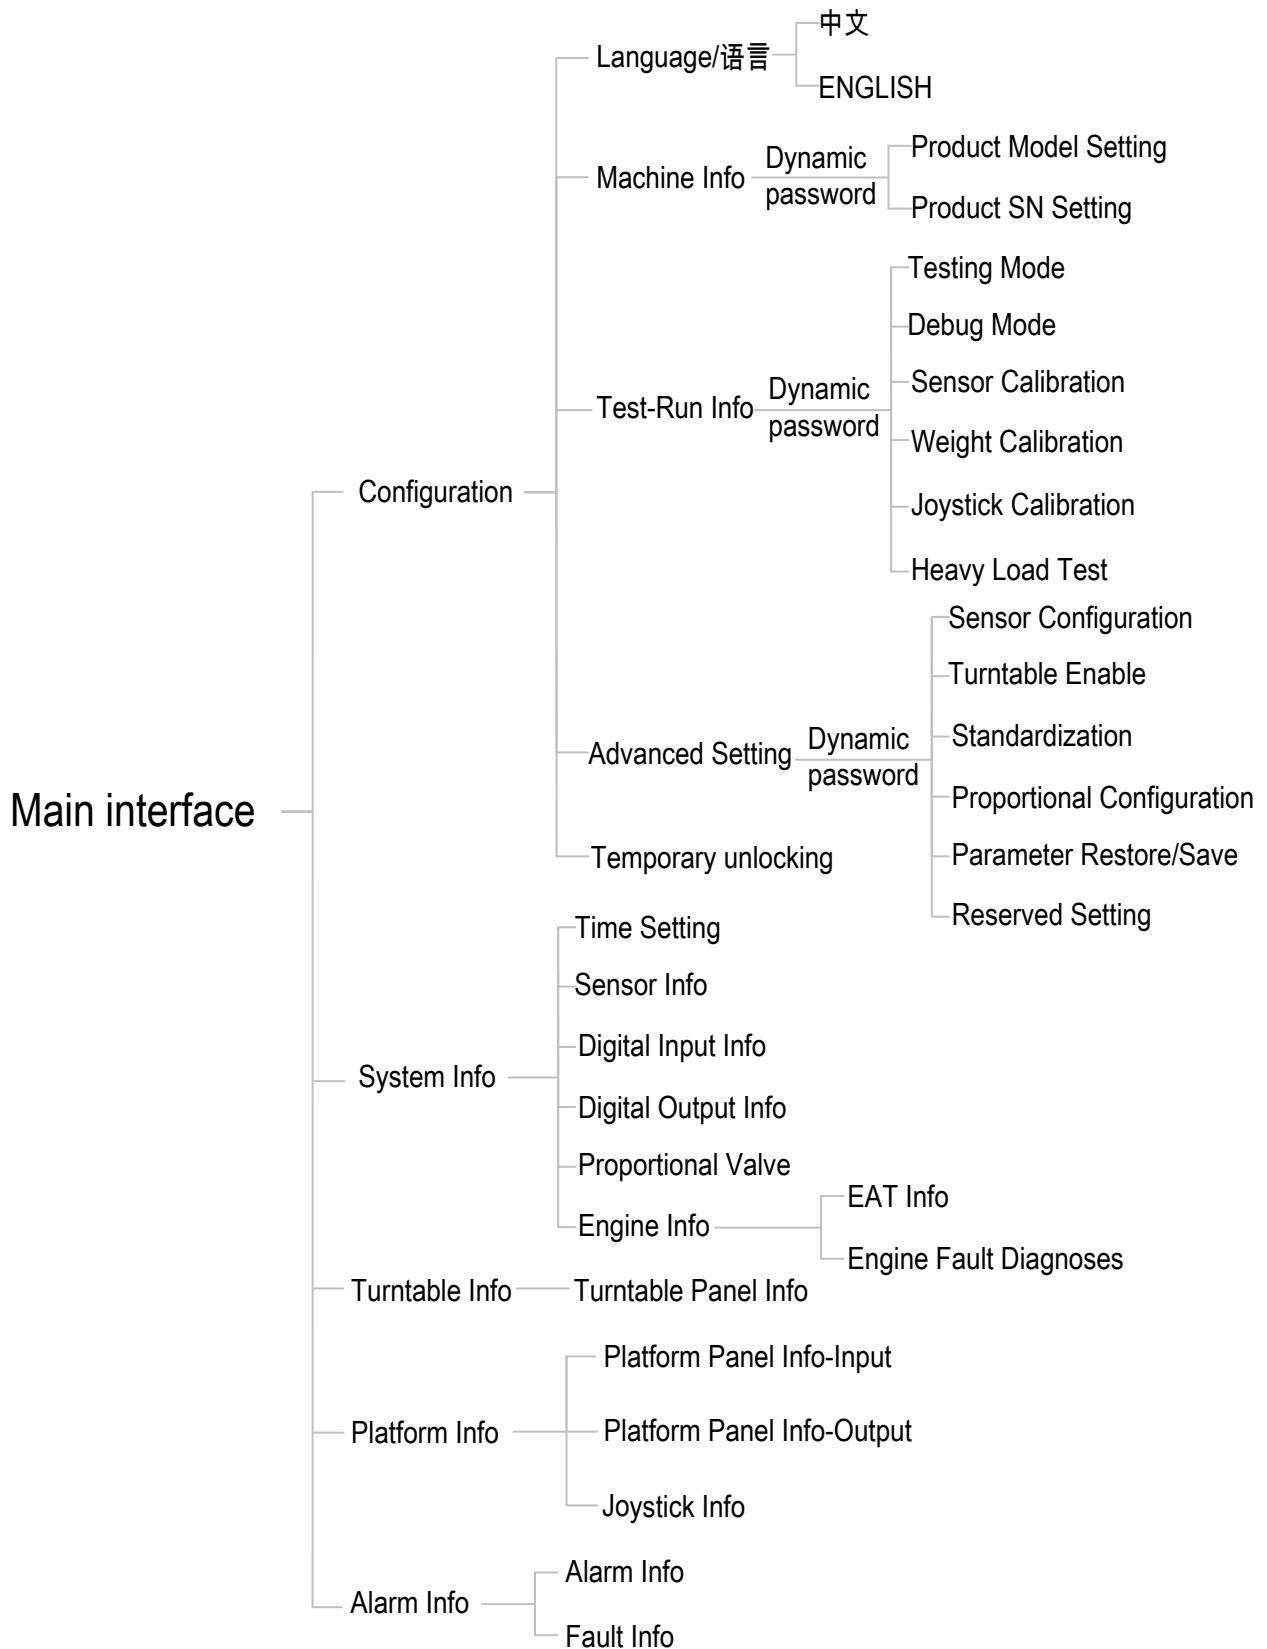 中文
Language/语言
ENGLISH
Product Model Setting
Dynamic
password
Machine Info
Product SN Setting
Testing Mode
Debug Mode
Sensor Calibration
Dynamic
password
Test-Run Info
Weight Calibration
Configuration
Joystick Calibration
Heavy Load Test
Sensor Configuration
Turntable Enable
Standardization
Dynamic
password
Advanced Setting
Proportional Configuration
Main interface
Parameter Restore/Save
Temporary unlocking
Reserved Setting
Time Setting
Sensor Info
Digital Input Info
System Info
Digital Output Info
Proportional Valve
EAT Info
Engine Info
Engine Fault Diagnoses
Turntable Info
Turntable Panel Info
Platform Panel Info-Input
Platform Info
Platform Panel Info-Output
Joystick Info
Alarm Info
Alarm Info
Fault Info